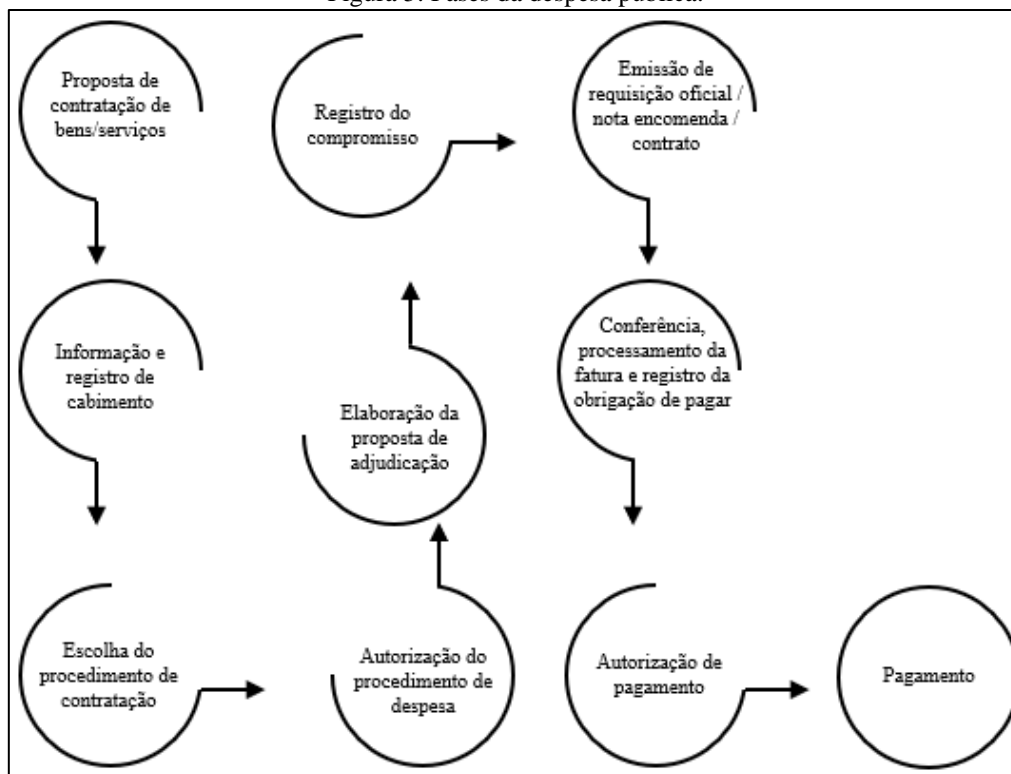 Figura 3: Fases da despesa pública.
Proposta de
contratação de
bens/serviços
Informação e
registro de
cabimento
Escolha do
procedimento de
contratação
Autorização do
procedimento de
despesa
Elaboração da
proposta de
adjudicação
Registro do
compromisso
Emissão de
requisição oficial /
nota encomenda /
contrato
Conferência,
processamento da
fatura e registro da
obrigação de pagar
Autorização de
pagamento
Pagamento